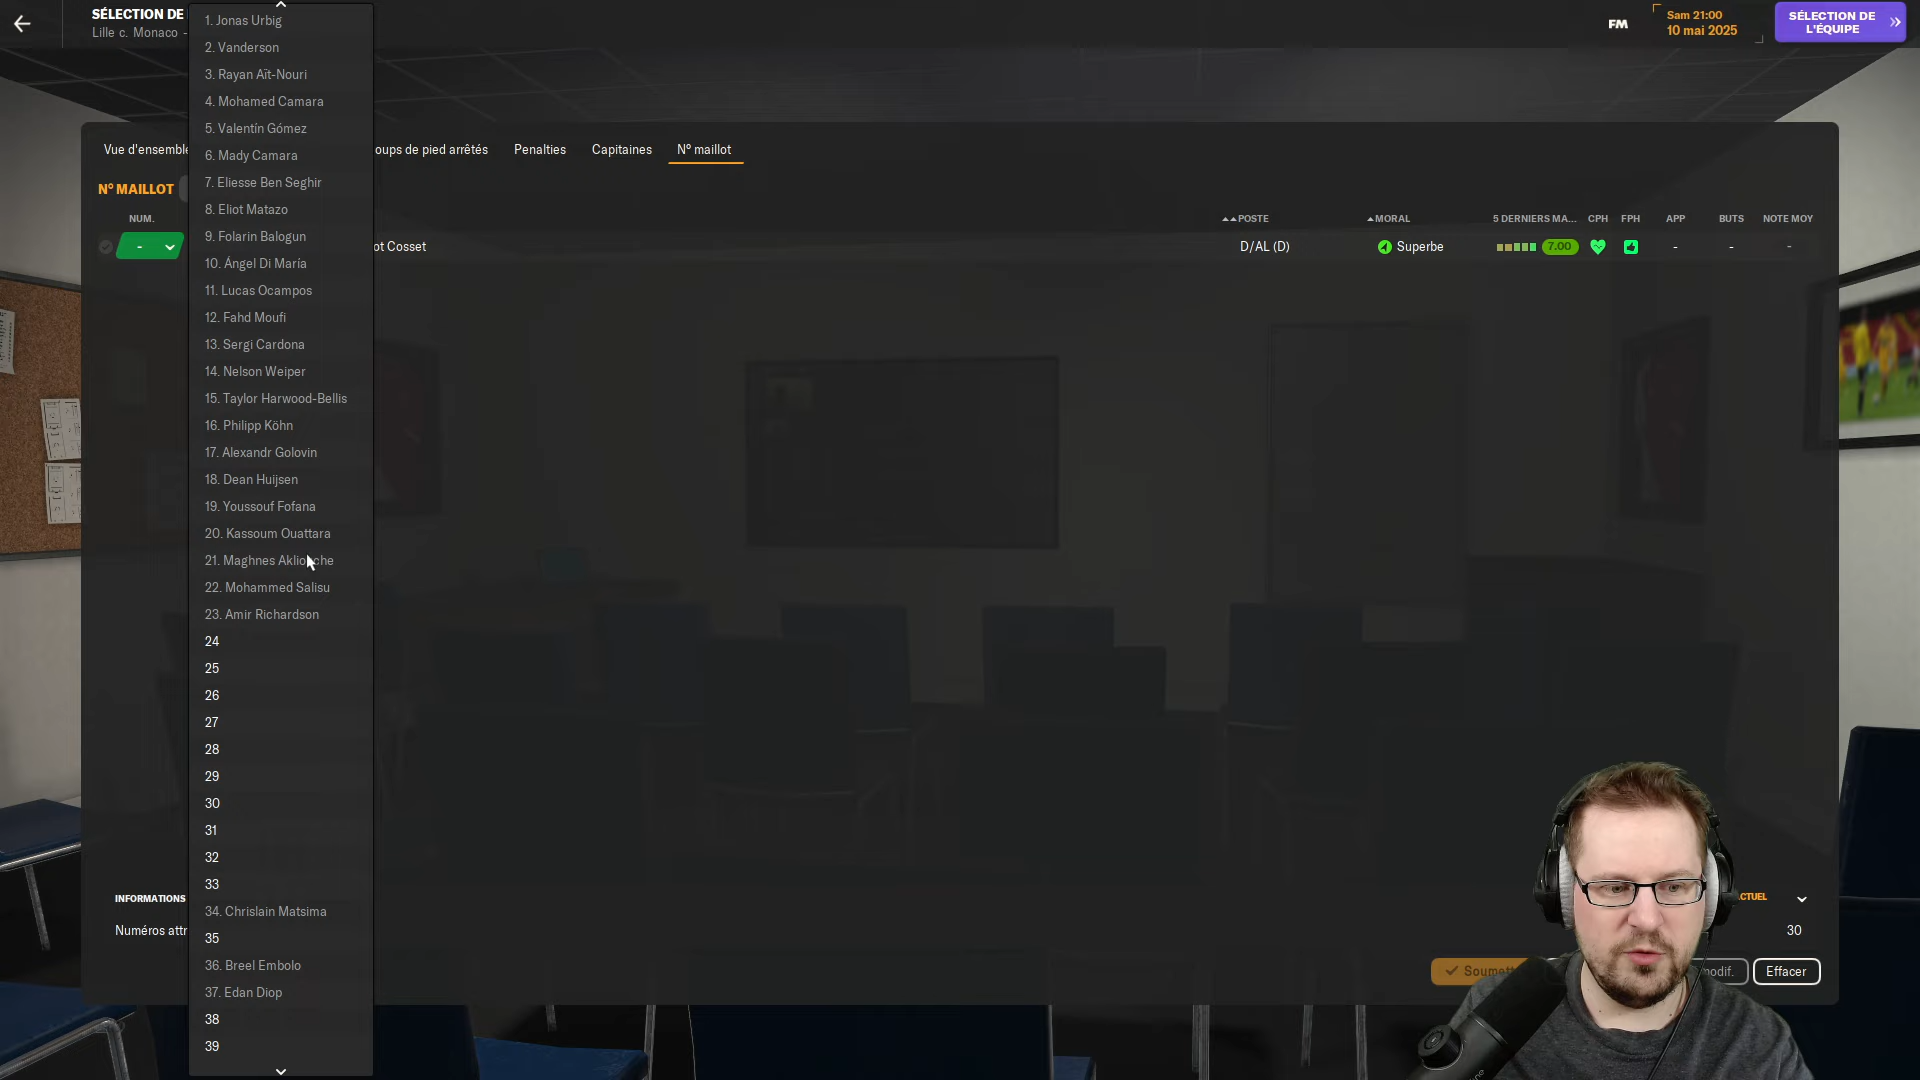 SÉLECTION DE
Lille c. Monaco -
FM
Sam 21:00
10 mai 2025
SÉLECTION DE
L'ÉQUIPE
Vue d'ensemble
oups de pied arrêtés
Penalties
Capitaines
N° maillot
N° MAILLOT
NUM.
POSTE
MORAL
5 DERNIERS MA...
CPH
FPH
APP
BUTS
NOTE MOY
-
ot Cosset
D/AL (D)
Superbe
7.00
-
-
-
1. Jonas Urbig
2. Vanderson
3. Rayan Aït-Nouri
4. Mohamed Camara
5. Valentín Gómez
6. Mady Camara
7. Eliesse Ben Seghir
8. Eliot Matazo
9. Folarin Balogun
10. Ángel Di María
11. Lucas Ocampos
12. Fahd Moufi
13. Sergi Cardona
14. Nelson Weiper
15. Taylor Harwood-Bellis
16. Philipp Köhn
17. Alexandr Golovin
18. Dean Huijsen
19. Youssouf Fofana
20. Kassoum Ouattara
21. Maghnes Akliouche
22. Mohammed Salisu
23. Amir Richardson
24
25
26
27
28
29
30
31
32
33
34. Chrislain Matsima
35
36. Breel Embolo
37. Edan Diop
38
39
INFORMATIONS
Numéros attr
CTUEL
30
Soumett
modif.
Effacer